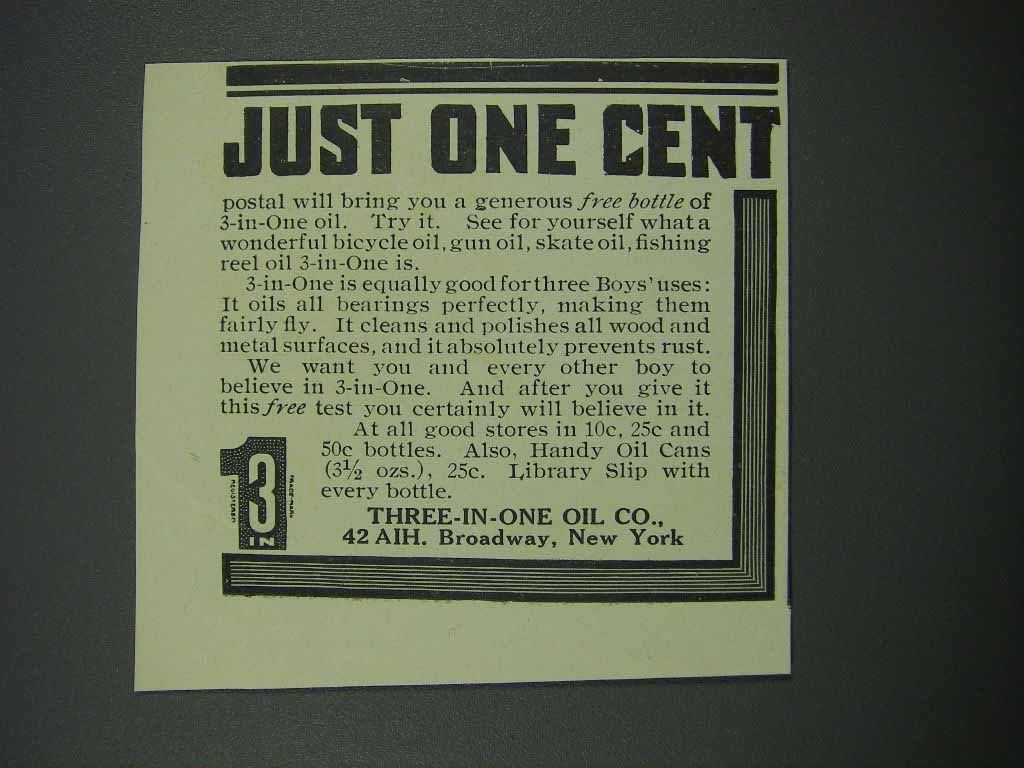 JUST ONE CENT
postal will bring you a generous free bottle of
3-in-One oil. Try it. See for yourself what a
wonderful bicycle oil, gun oil, skate oil, fishing
reel oil 3-in-One is.
3-in-One is equally good for three Boys' uses:
It oils all bearings perfectly, making them
fairly fly. It cleans and polishes all wood and
metal surfaces, and it absolutely prevents rust.
We want you and every other boy to
believe in 3-in-One. And after you give it
this free test you certainly will believe in it.
At all good stores in 10c, 25c and
50c bottles. Also, Handy Oil Cans
(3½ ozs.), 25c. Library Slip with
every bottle.
REGISTERED
3
IN
1
TRADE-MARK
THREE-IN-ONE OIL CO.,
42 AIH. Broadway, New York